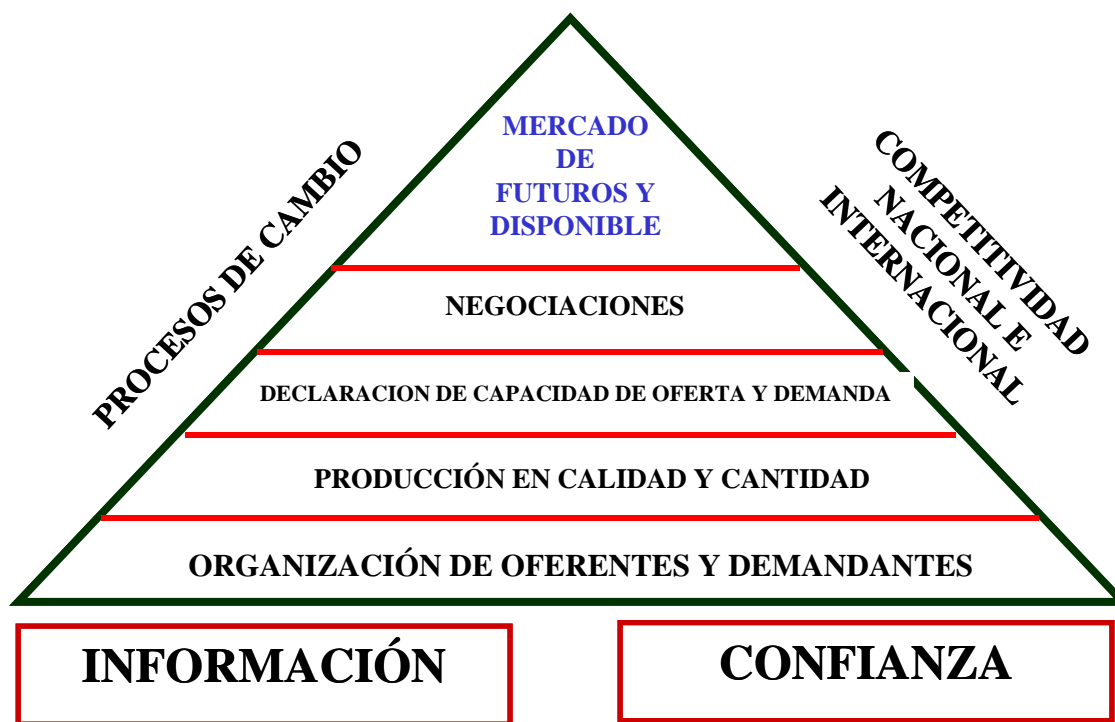 MERCADO
DE
FUTUROS Y
DISPONIBLE
PROCESOS DE CAMBIO
COMPETITIVIDAD
NACIONAL E
INTERNACIONAL
NEGOCIACIONES
DECLARACION DE CAPACIDAD DE OFERTA Y DEMANDA
PRODUCCIÓN EN CALIDAD Y CANTIDAD
ORGANIZACIÓN DE OFERENTES Y DEMANDANTES
INFORMACIÓN
CONFIANZA